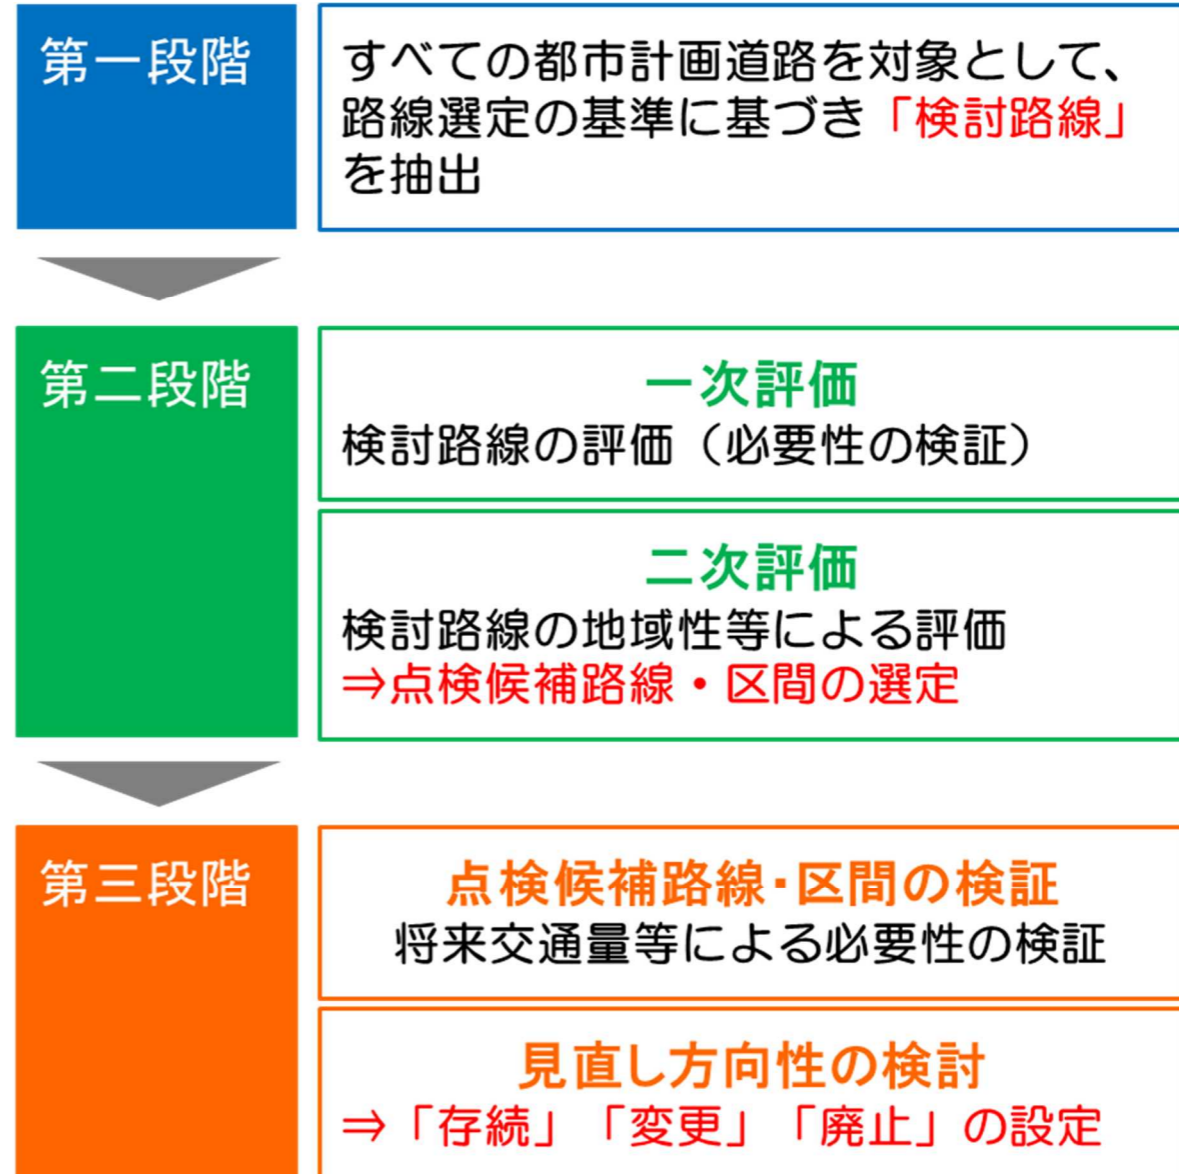 第一段階
すべての都市計画道路を対象として、
路線選定の基準に基づき「検討路線」
を抽出
第二段階
一次評価
検討路線の評価（必要性の検証）
二次評価
検討路線の地域性等による評価
⇒点検候補路線・区間の選定
第三段階
点検候補路線・区間の検証
将来交通量等による必要性の検証
見直し方向性の検討
⇒「存続」「変更」「廃止」の設定